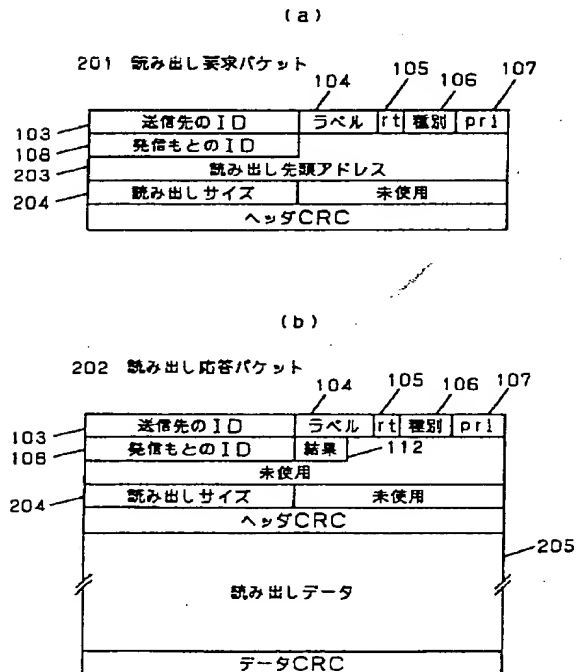 (a)
201 読み出し要求パケット
104 105 106 107
103 送信先のID ラベル rt 種別 pri
108 発信もとのID
203 読み出し先頭アドレス
204 読み出しサイズ 未使用
ヘッダCRC
(b)
202 読み出し応答パケット
104 105 106 107
103 送信先のID ラベル rt 種別 pri
108 発信もとのID 結果 112
未使用
204 読み出しサイズ 未使用
ヘッダCRC
205
読み出しデータ
データCRC